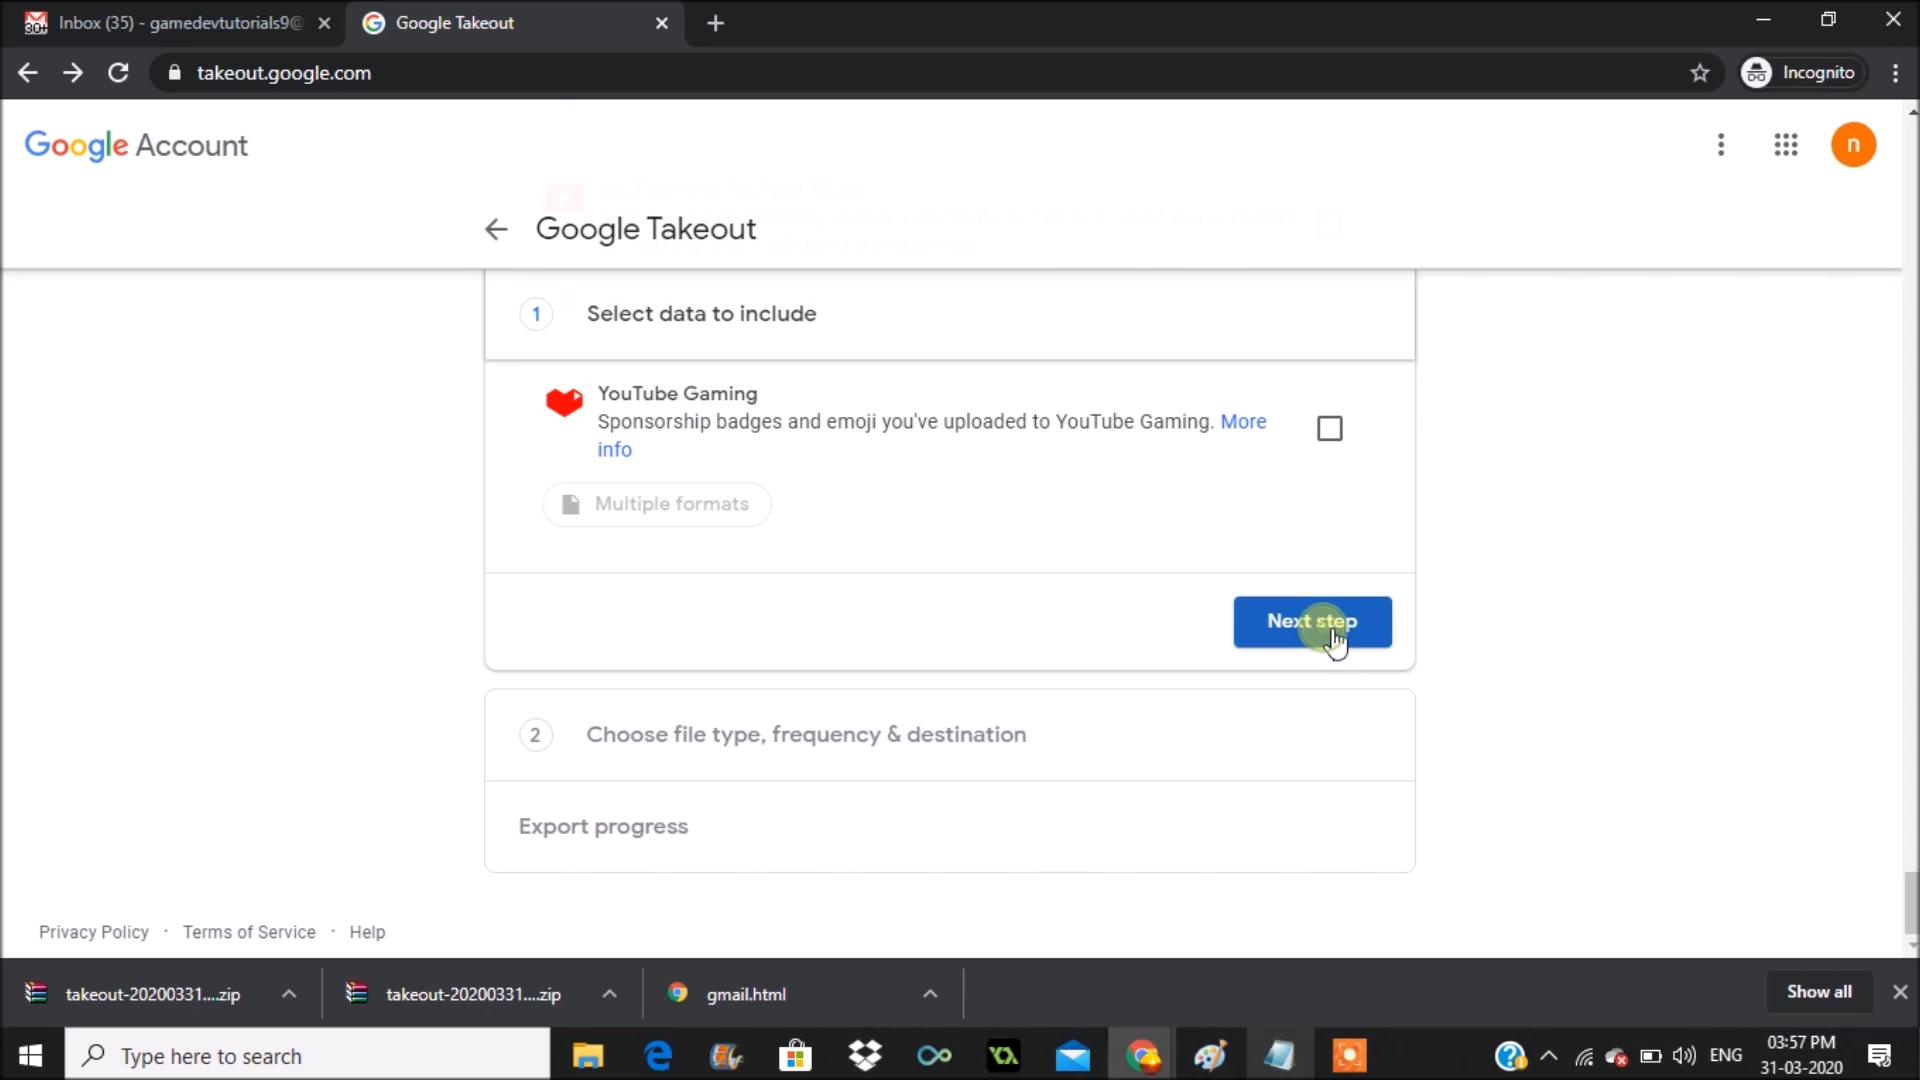 Inbox (35) - gamedevtutorials9@
Google Takeout
takeout.google.com
Incognito
Google Account
n
Google Takeout
1 Select data to include
YouTube Gaming
Sponsorship badges and emoji you've uploaded to YouTube Gaming. More
info
Multiple formats
Next step
2 Choose file type, frequency & destination
Export progress
Privacy Policy · Terms of Service · Help
takeout-20200331....zip
takeout-20200331....zip
gmail.html
Show all
Type here to search
ENG
03:57 PM
31-03-2020